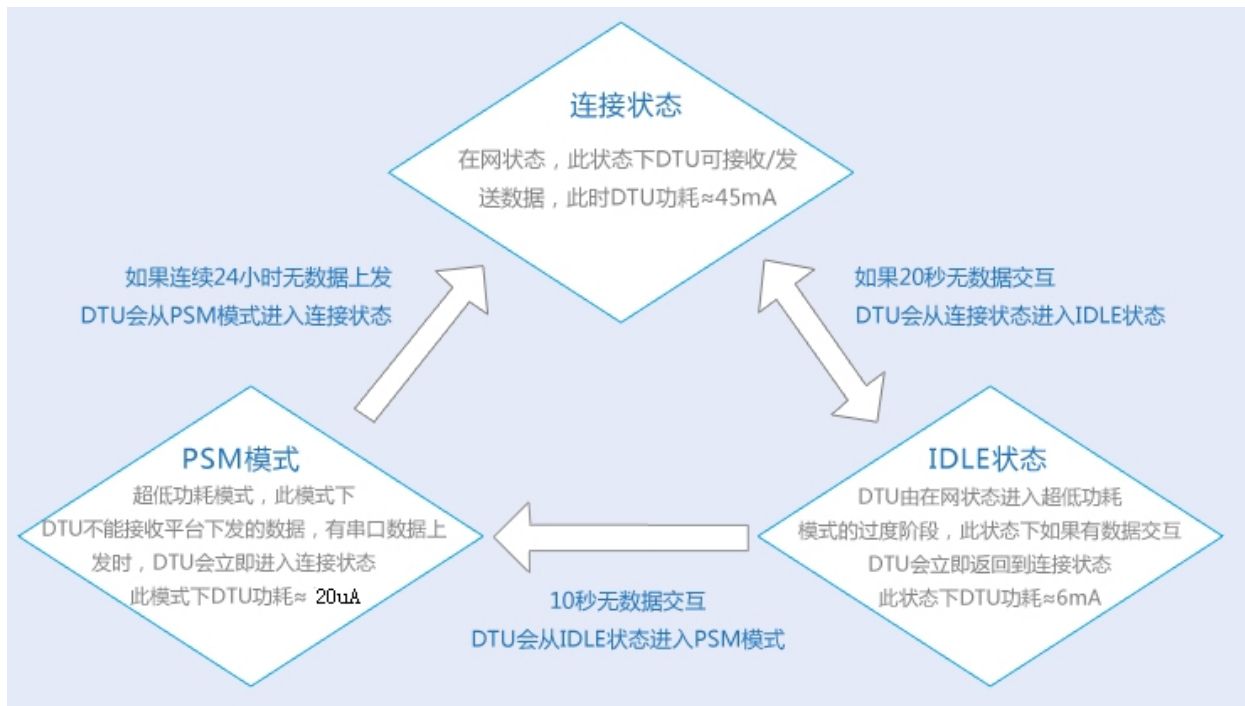 连接状态
在网状态，此状态下DTU可接收/发
送数据，此时DTU功耗≈45mA
如果连续24小时无数据上发
DTU会从PSM模式进入连接状态
如果20秒无数据交互
DTU会从连接状态进入IDLE状态
PSM模式
超低功耗模式，此模式下
DTU不能接收平台下发的数据，有串口数据上
发时，DTU会立即进入连接状态
此模式下DTU功耗≈ 20uA
IDLE状态
DTU由在网状态进入超低功耗
模式的过度阶段，此状态下如果有数据交互
DTU会立即返回到连接状态
此状态下DTU功耗≈6mA
10秒无数据交互
DTU会从IDLE状态进入PSM模式